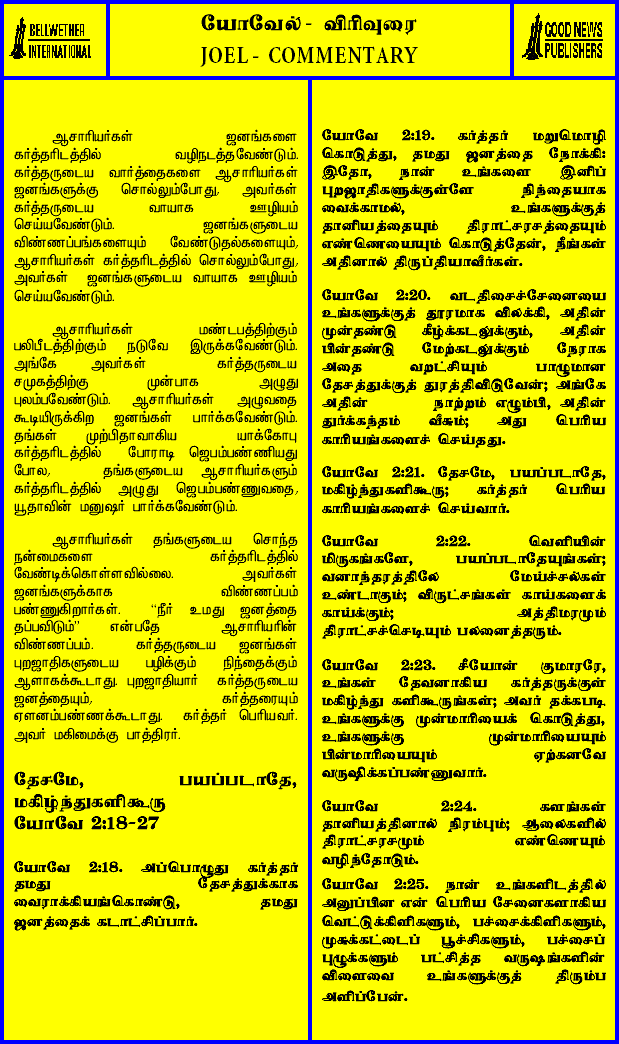 BELLWETHER
INTERNATIONAL
யோவேல் - விரிவுரை
JOEL - COMMENTARY
GOOD NEWS
PUBLISHERS
ஆசாரியர்கள் ஜனங்களை
கர்த்தரிடத்தில் வழிநடத்தவேண்டும்.
கர்த்தருடைய வார்த்தைகளை ஆசாரியர்கள்
ஜனங்களுக்கு சொல்லும்போது, அவர்கள்
கர்த்தருடைய வாயாக ஊழியம்
செய்யவேண்டும். ஜனங்களுடைய
விண்ணப்பங்களையும் வேண்டுதல்களையும்,
ஆசாரியர்கள் கர்த்தரிடத்தில் சொல்லும்போது,
அவர்கள் ஜனங்களுடைய வாயாக ஊழியம்
செய்யவேண்டும்.
ஆசாரியர்கள் மண்டபத்திற்கும்
பலிபீடத்திற்கும் நடுவே இருக்கவேண்டும்.
அங்கே அவர்கள் கர்த்தருடைய
சமுகத்திற்கு முன்பாக அழுது
புலம்பவேண்டும். ஆசாரியர்கள் அழுவதை
கூடியிருக்கிற ஜனங்கள் பார்க்கவேண்டும்.
தங்கள் முற்பிதாவாகிய யாக்கோபு
கர்த்தரிடத்தில் போராடி ஜெபம்பண்ணியது
போல, தங்களுடைய ஆசாரியர்களும்
கர்த்தரிடத்தில் அழுது ஜெபம்பண்ணுவதை,
யூதாவின் மனுஷர் பார்க்கவேண்டும்.
ஆசாரியர்கள் தங்களுடைய சொந்த
நன்மைகளை கர்த்தரிடத்தில்
வேண்டிக்கொள்ளவில்லை. அவர்கள்
ஜனங்களுக்காக விண்ணப்பம்
பண்ணுகிறார்கள். “நீர் உமது ஜனத்தை
தப்பவிடும்” என்பதே ஆசாரியரின்
விண்ணப்பம். கர்த்தருடைய ஜனங்கள்
புறஜாதிகளுடைய பழிக்கும் நிந்தைக்கும்
ஆளாகக்கூடாது. புறஜாதியார் கர்த்தருடைய
ஜனத்தையும், கர்த்தரையும்
ஏளனம்பண்ணக்கூடாது. கர்த்தர் பெரியவர்.
அவர் மகிமைக்கு பாத்திரர்.
தேசமே, பயப்படாதே,
மகிழ்ந்துகளிகூரு
யோவே 2:18-27
யோவே 2:18. அப்பொழுது கர்த்தர்
தமது தேசத்துக்காக
வைராக்கியங்கொண்டு, தமது
ஜனத்தைக் கடாட்சிப்பார்.
யோவே 2:19. கர்த்தர் மறுமொழி
கொடுத்து, தமது ஜனத்தை நோக்கி:
இதோ, நான் உங்களை இனிப்
புறஜாதிகளுக்குள்ளே நிந்தையாக
வைக்காமல், உங்களுக்குத்
தானியத்தையும் திராட்சரசத்தையும்
எண்ணெயையும் கொடுத்தேன், நீங்கள்
அதினால் திருப்தியாவீர்கள்.
யோவே 2:20. வடதிசைச்சேனையை
உங்களுக்குத் தூரமாக விலக்கி, அதின்
முன்தண்டு கீழ்க்கடலுக்கும், அதின்
பின்தண்டு மேற்கடலுக்கும் நேராக
அதை வறட்சியும் பாழுமான
தேசத்துக்குத் துரத்திவிடுவேன்; அங்கே
அதின் நாற்றம் எழும்பி, அதின்
துர்க்கந்தம் வீசும்; அது பெரிய
காரியங்களைச் செய்தது.
யோவே 2:21. தேசமே, பயப்படாதே,
மகிழ்ந்துகளிகூரு; கர்த்தர் பெரிய
காரியங்களைச் செய்வார்.
யோவே 2:22. வெளியின்
மிருகங்களே, பயப்படாதேயுங்கள்;
வனாந்தரத்திலே மேய்ச்சல்கள்
உண்டாகும்; விருட்சங்கள் காய்களைக்
காய்க்கும்; அத்திமரமும்
திராட்சச்செடியும் பலனைத்தரும்.
யோவே 2:23. சீயோன் குமாரரே,
உங்கள் தேவனாகிய கர்த்தருக்குள்
மகிழ்ந்து களிகூருங்கள்; அவர் தக்கபடி
உங்களுக்கு முன்மாரியைக் கொடுத்து,
உங்களுக்கு முன்மாரியையும்
பின்மாரியையும் ஏற்கனவே
வருஷிக்கப்பண்ணுவார்.
யோவே 2:24. களங்கள்
தானியத்தினால் நிரம்பும்; ஆலைகளில்
திராட்சரசமும் எண்ணெயும்
வழிந்தோடும்.
யோவே 2:25. நான் உங்களிடத்தில்
அனுப்பின என் பெரிய சேனைகளாகிய
வெட்டுக்கிளிகளும், பச்சைக்கிளிகளும்,
முசுக்கட்டைப் பூச்சிகளும், பச்சைப்
புழுக்களும் பட்சித்த வருஷங்களின்
விளைவை உங்களுக்குத் திரும்ப
அளிப்பேன்.